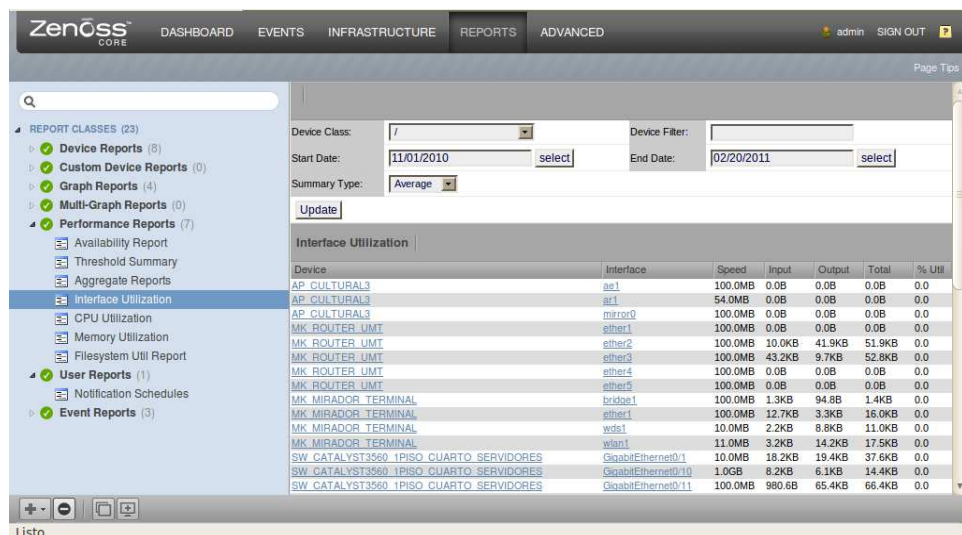 Zenōss CORE DASHBOARD EVENTS INFRASTRUCTURE REPORTS ADVANCED admin SIGN OUT ?
Page Tips
REPORT CLASSES (23)
Device Reports (8)
Custom Device Reports (0)
Graph Reports (4)
Multi-Graph Reports (0)
Performance Reports (7)
Availability Report
Threshold Summary
Aggregate Reports
Interface Utilization
CPU Utilization
Memory Utilization
Filesystem Util Report
User Reports (1)
Notification Schedules
Event Reports (3)
Device Class: / Device Filter:
Start Date: 11/01/2010 select End Date: 02/20/2011 select
Summary Type: Average
Update
Interface Utilization
Device Interface Speed Input Output Total % Util
AP_CULTURAL3 ae1 100.0MB 0.0B 0.0B 0.0B 0.0
AP_CULTURAL3 ar1 54.0MB 0.0B 0.0B 0.0B 0.0
AP_CULTURAL3 mirror0 100.0MB 0.0B 0.0B 0.0B 0.0
MK_ROUTER_UMT ether1 100.0MB 0.0B 0.0B 0.0B 0.0
MK_ROUTER_UMT ether2 100.0MB 10.0KB 41.9KB 51.9KB 0.0
MK_ROUTER_UMT ether3 100.0MB 43.2KB 9.7KB 52.8KB 0.0
MK_ROUTER_UMT ether4 100.0MB 0.0B 0.0B 0.0B 0.0
MK_ROUTER_UMT ether5 100.0MB 0.0B 0.0B 0.0B 0.0
MK_MIRADOR_TERMINAL bridge1 100.0MB 1.3KB 94.8B 1.4KB 0.0
MK_MIRADOR_TERMINAL ether1 100.0MB 12.7KB 3.3KB 16.0KB 0.0
MK_MIRADOR_TERMINAL wds1 10.0MB 2.2KB 8.8KB 11.0KB 0.0
MK_MIRADOR_TERMINAL wlan1 11.0MB 3.2KB 14.2KB 17.5KB 0.0
SW_CATALYST3560_1PISO_CUARTO_SERVIDORES GigabitEthernet0/1 10.0MB 18.2KB 19.4KB 37.6KB 0.0
SW_CATALYST3560_1PISO_CUARTO_SERVIDORES GigabitEthernet0/10 1.0GB 8.2KB 6.1KB 14.4KB 0.0
SW_CATALYST3560_1PISO_CUARTO_SERVIDORES GigabitEthernet0/11 100.0MB 980.6B 65.4KB 66.4KB 0.0
Listo